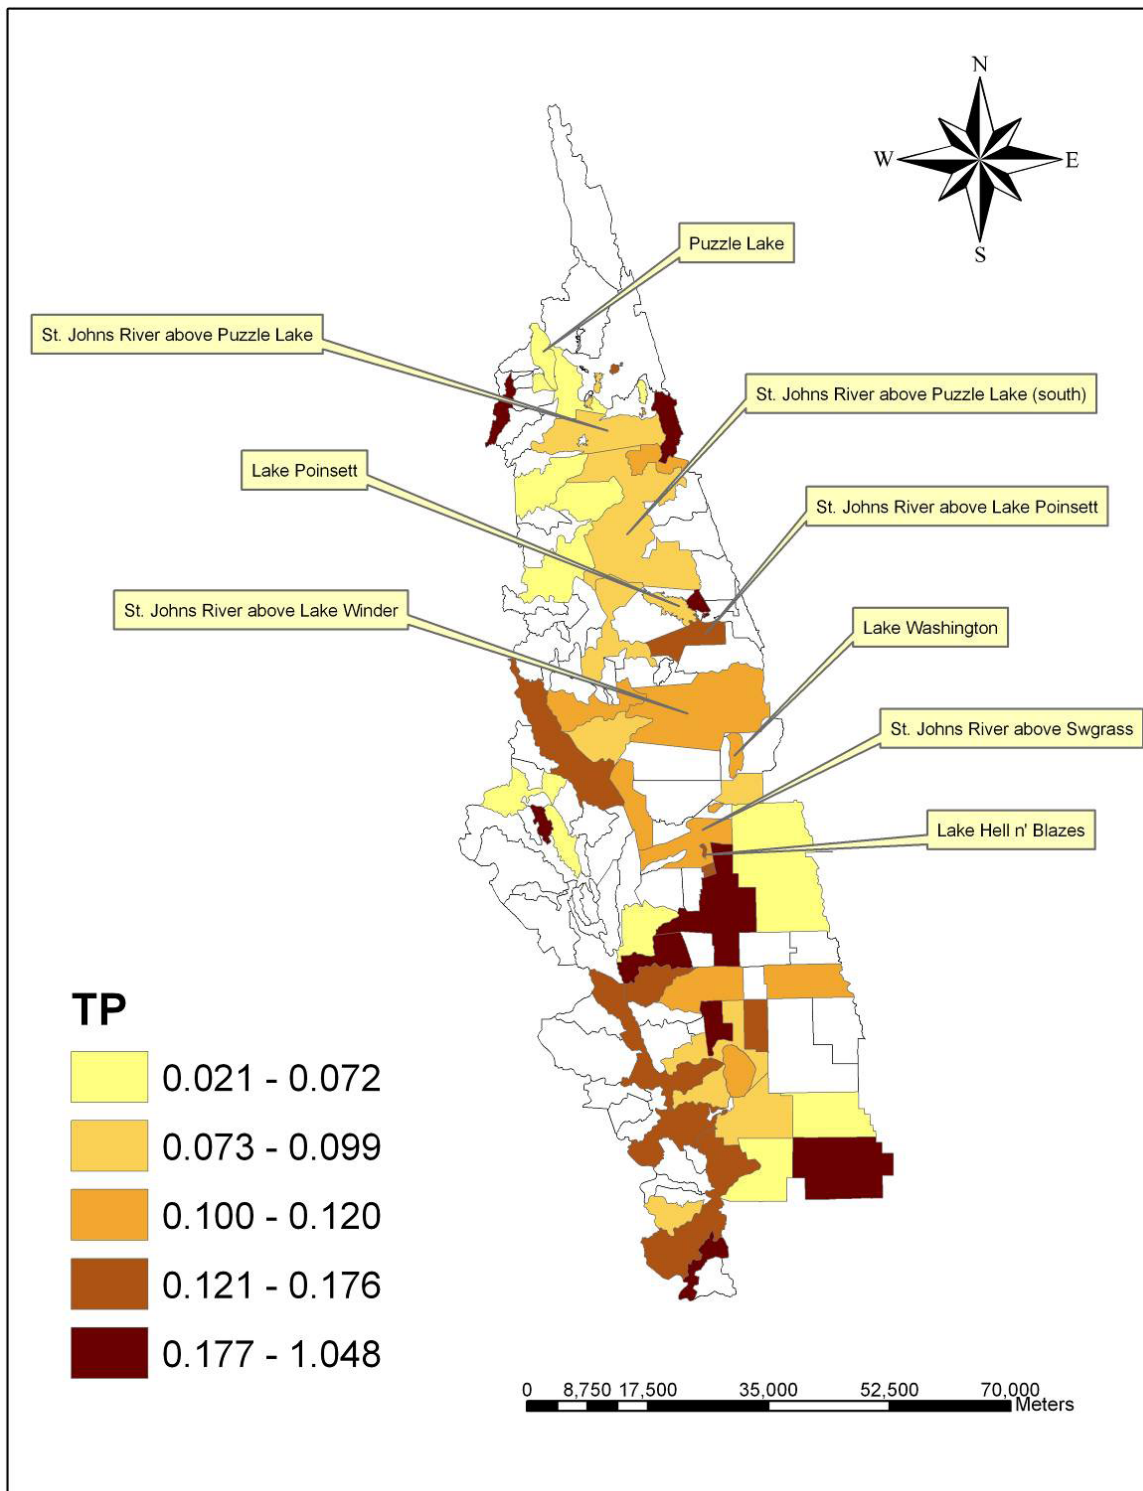 N
W
E
S
Puzzle Lake
St. Johns River above Puzzle Lake
St. Johns River above Puzzle Lake (south)
Lake Poinsett
St. Johns River above Lake Poinsett
St. Johns River above Lake Winder
Lake Washington
St. Johns River above Swgrass
Lake Hell n' Blazes
TP
0.021 - 0.072
0.073 - 0.099
0.100 - 0.120
0.121 - 0.176
0.177 - 1.048
0 8,750 17,500 35,000 52,500 70,000
Meters